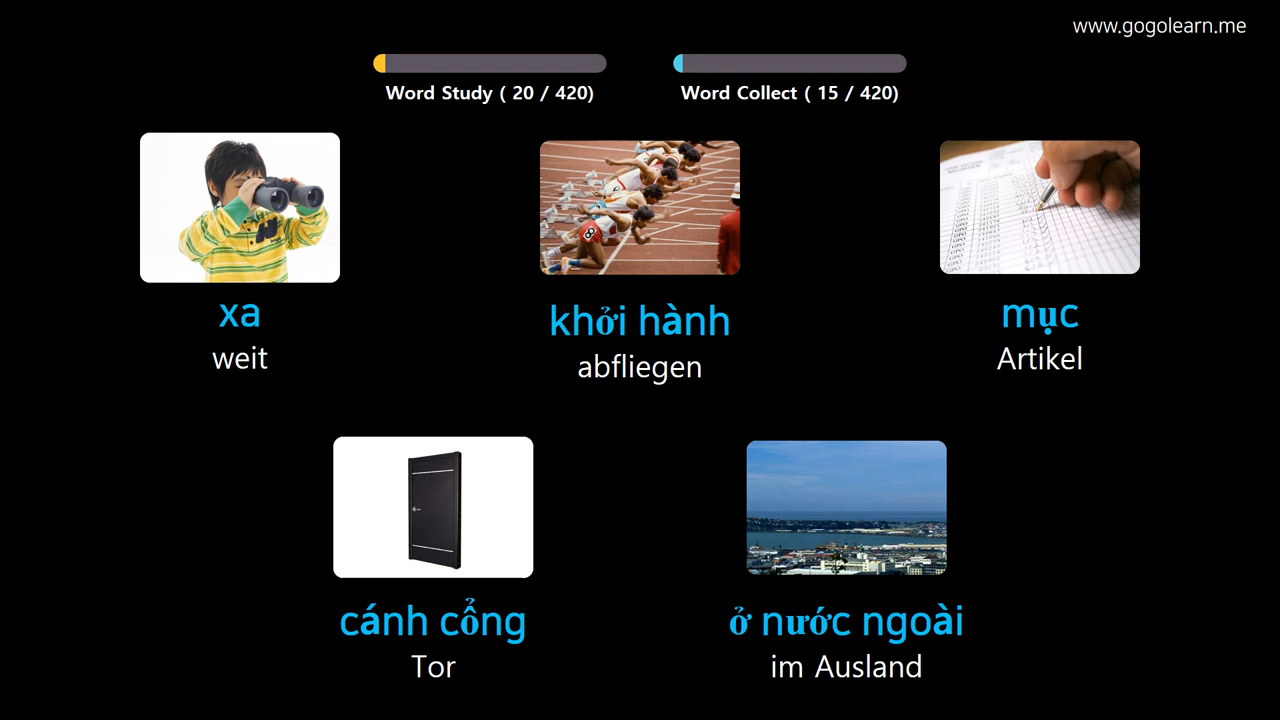 www.gogolearn.me
Word Study ( 20 / 420)
Word Collect ( 15 / 420)
xa
weit
khởi hành
abfliegen
mục
Artikel
cánh cổng
Tor
ở nước ngoài
im Ausland